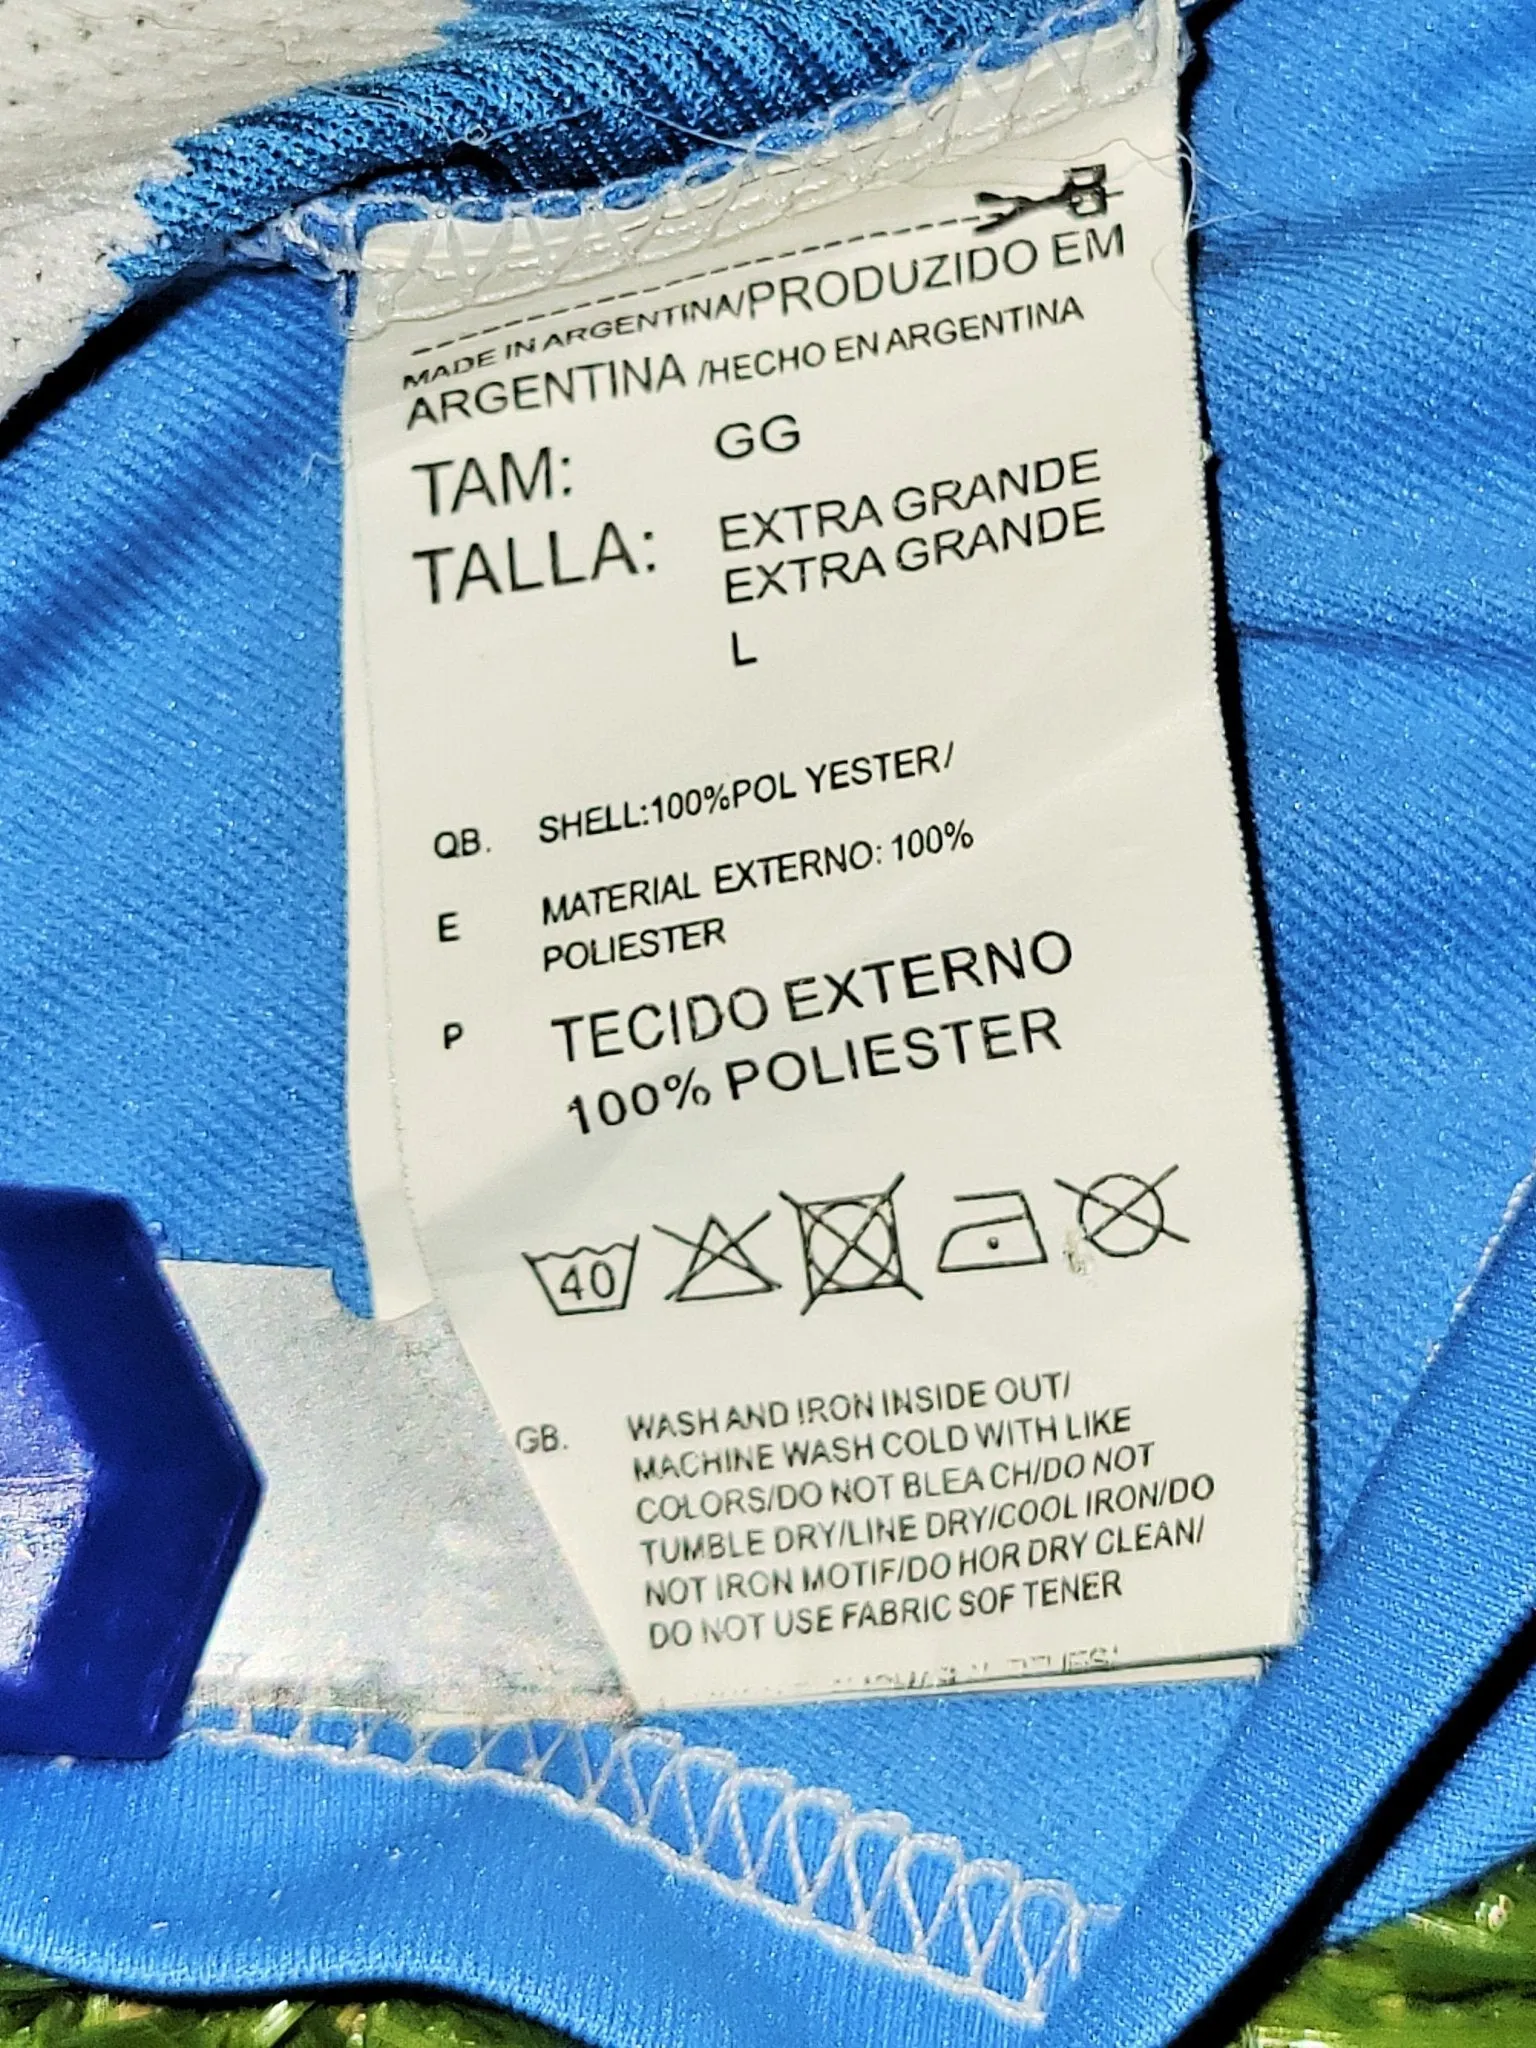 MADE IN ARGENTINA/PRODUZIDO EM
ARGENTINA /HECHO EN ARGENTINA
TAM: GG
TALLA: EXTRA GRANDE
EXTRA GRANDE
L
QB. SHELL:100%POL YESTER/
E MATERIAL EXTERNO: 100%
POLIESTER
P TECIDO EXTERNO
100% POLIESTER
40
GB. WASH AND IRON INSIDE OUT/
MACHINE WASH COLD WITH LIKE
COLORS/DO NOT BLEA CH/DO NOT
TUMBLE DRY/LINE DRY/COOL IRON/DO
NOT IRON MOTIF/DO HOR DRY CLEAN/
DO NOT USE FABRIC SOF TENER